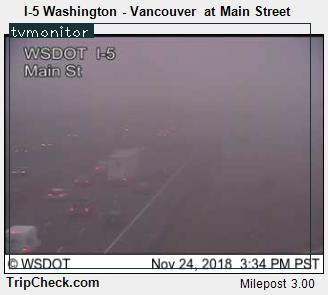 I-5 Washington - Vancouver at Main Street
tvmonitor
WSDOT I-5
Main St
© WSDOT Nov 24, 2018 3:34 PM PST
TripCheck.com Milepost 3.00